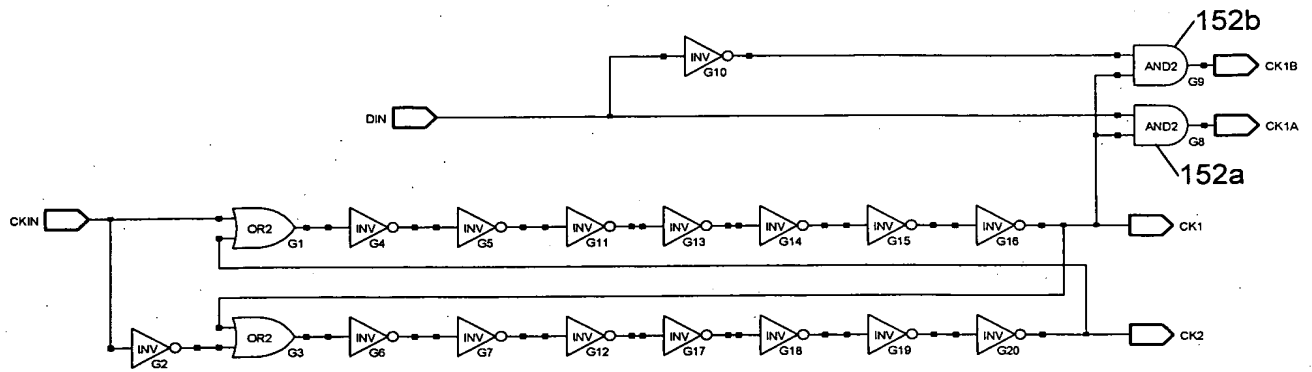 152b
INV
G10
AND2
G9
CK1B
DIN
AND2
G8
CK1A
152a
CKIN
OR2
G1
INV
G4
INV
G5
INV
G11
INV
G13
INV
G14
INV
G15
INV
G16
CK1
INV
G2
OR2
G3
INV
G6
INV
G7
INV
G12
INV
G17
INV
G18
INV
G19
INV
G20
CK2